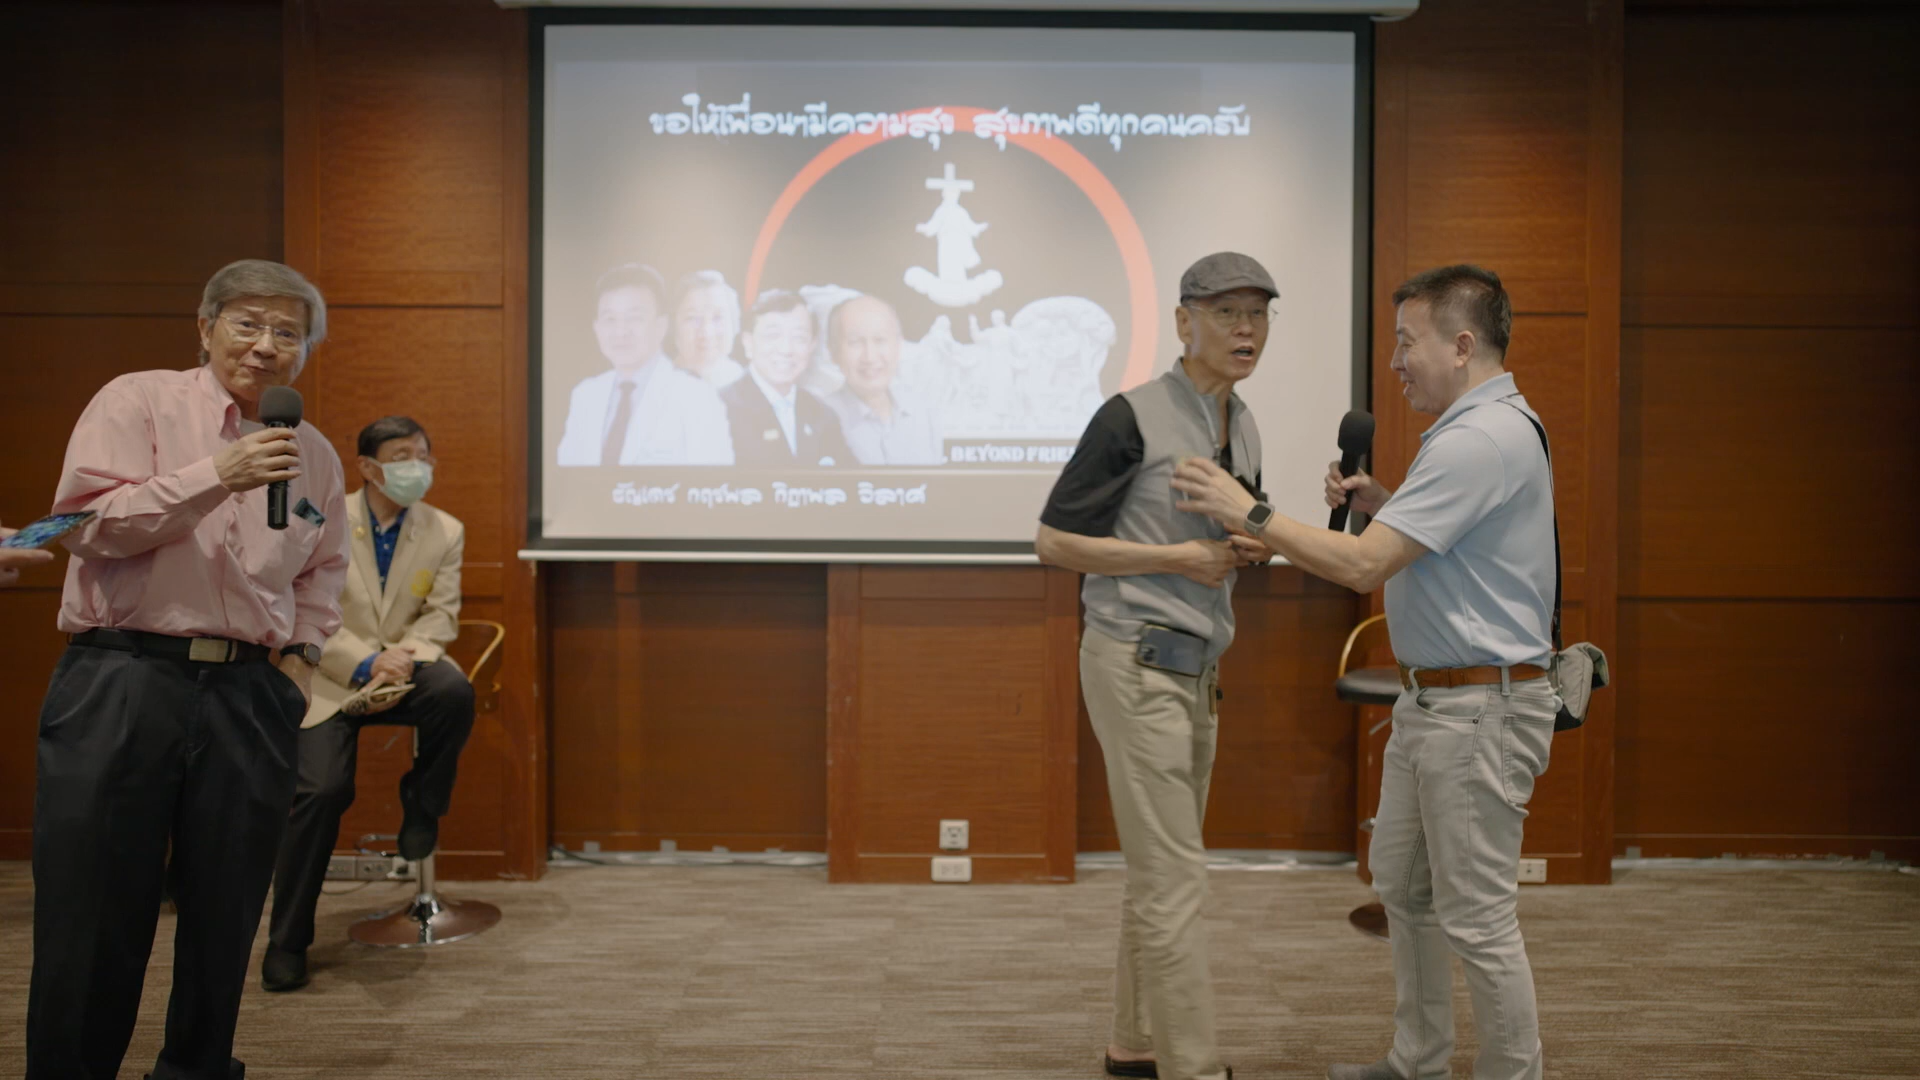 ขอให้เพื่อนๆมีความสุข สุขภาพดีทุกคนครับ
BEYOND
ธัญเดช กฤชพล กิฎาพล วิลาศ